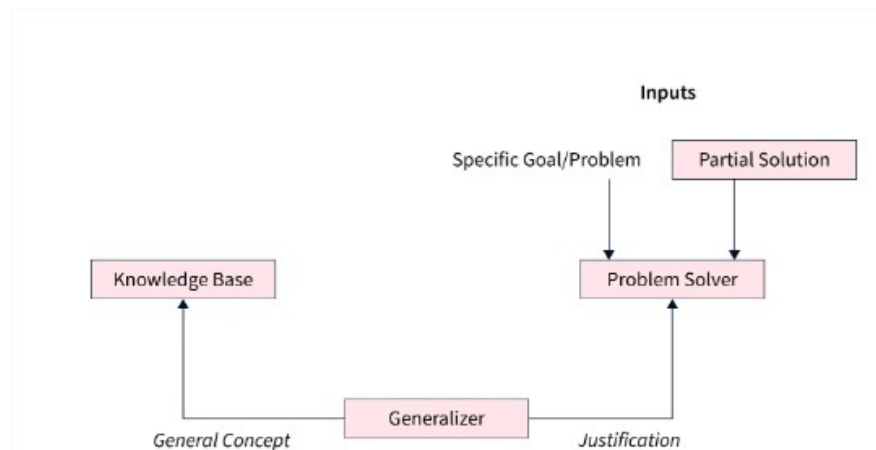 Inputs
Specific Goal/Problem
Partial Solution
Knowledge Base
Problem Solver
Generalizer
General Concept
Justification